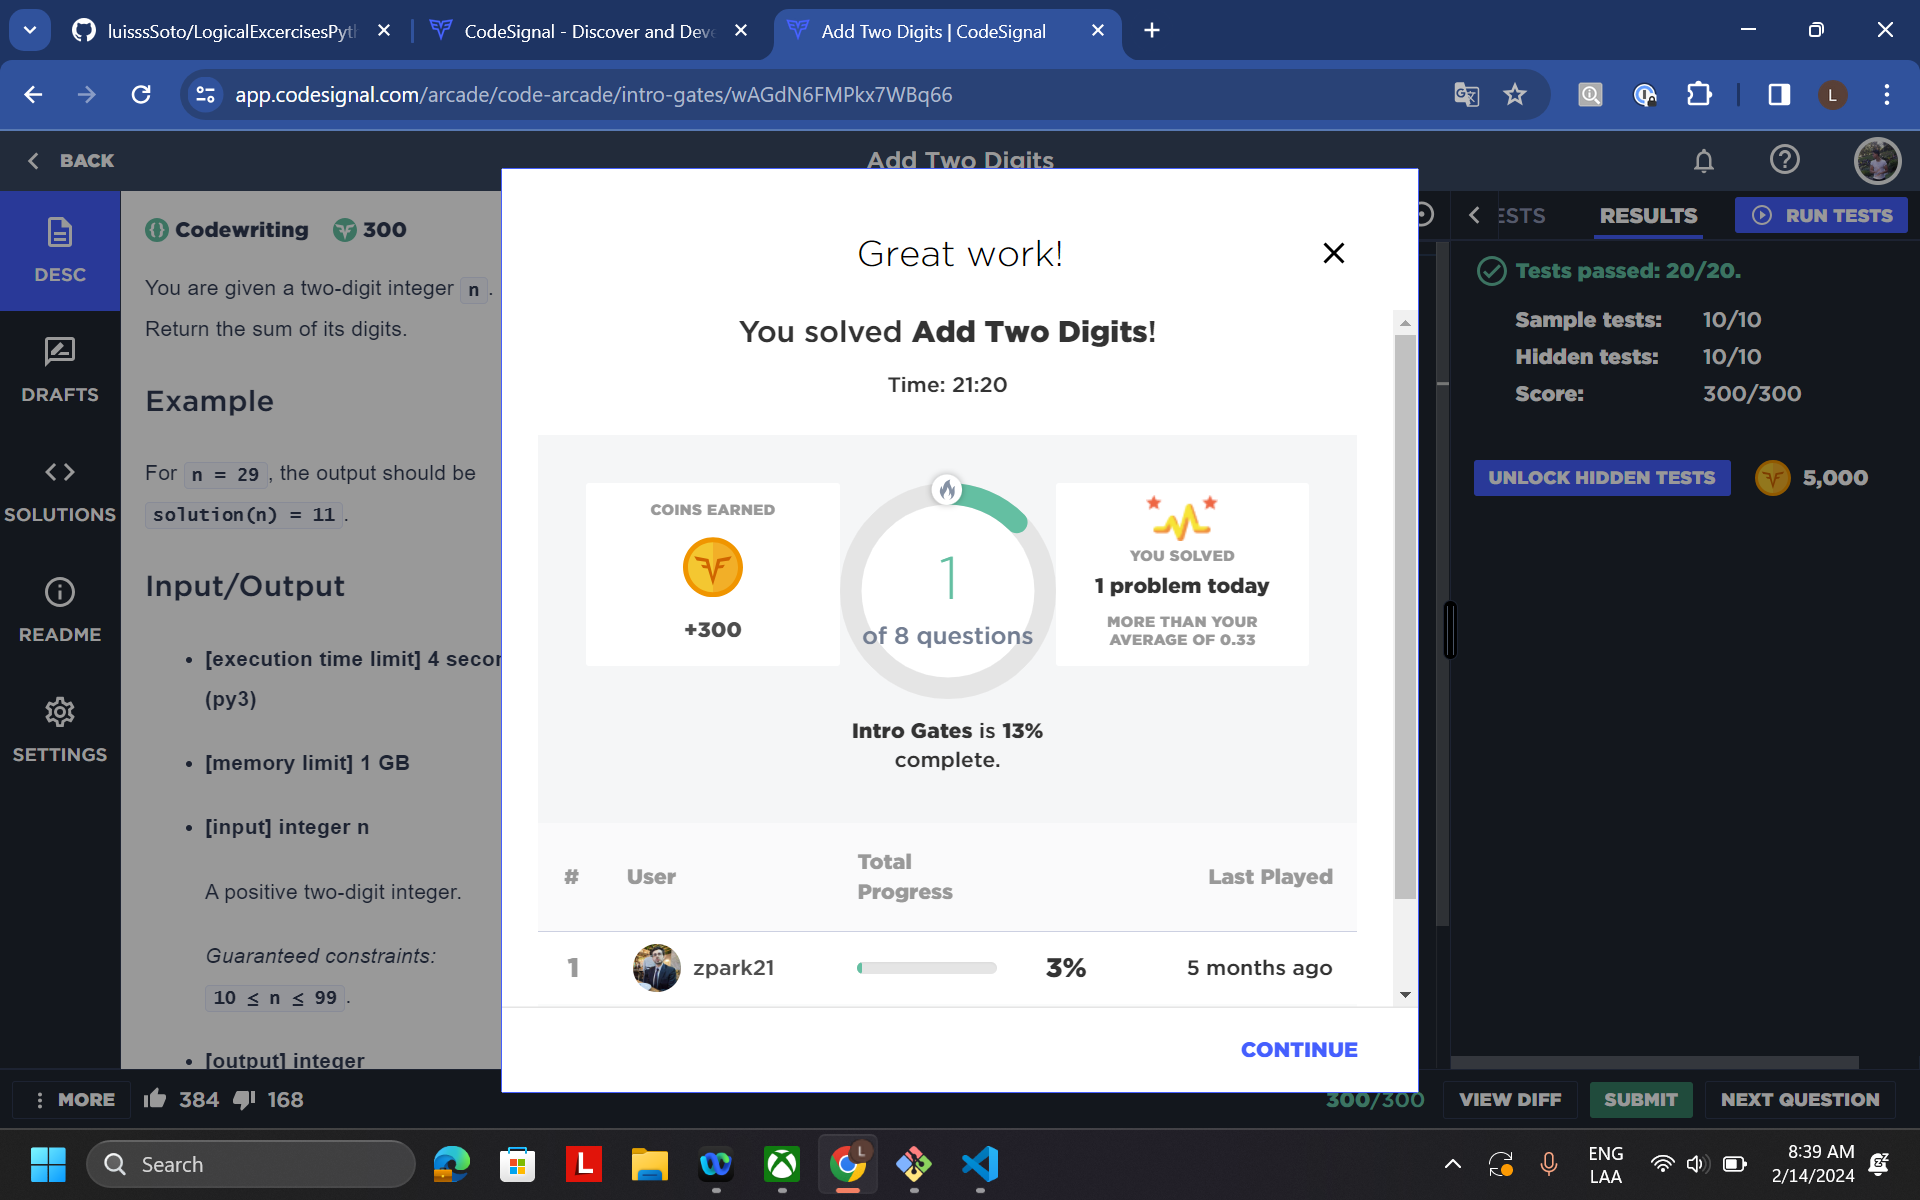 luisssSoto/LogicalExcercisesPyth
CodeSignal - Discover and Deve
Add Two Digits | CodeSignal
app.codesignal.com/arcade/code-arcade/intro-gates/wAGdN6FMPkx7WBq66
L
BACK
Add Two Digits
DESC
DRAFTS
SOLUTIONS
README
SETTINGS
Codewriting
300
You are given a two-digit integer n.
Return the sum of its digits.
Example
For n = 29, the output should be
solution(n) = 11.
Input/Output
• [execution time limit] 4 secon
(py3)
• [memory limit] 1 GB
• [input] integer n
A positive two-digit integer.
Guaranteed constraints:
10 ≤ n ≤ 99.
• [output] integer
Great work!
You solved Add Two Digits!
Time: 21:20
COINS EARNED
+300
1
of 8 questions
YOU SOLVED
1 problem today
MORE THAN YOUR
AVERAGE OF 0.33
Intro Gates is 13%
complete.
# User Total Progress Last Played
1 zpark21 3% 5 months ago
CONTINUE
ESTS
RESULTS
RUN TESTS
Tests passed: 20/20.
Sample tests: 10/10
Hidden tests: 10/10
Score: 300/300
UNLOCK HIDDEN TESTS
5,000
MORE
384
168
300/300
VIEW DIFF
SUBMIT
NEXT QUESTION
Search
L
L
ENG
LAA
8:39 AM
2/14/2024